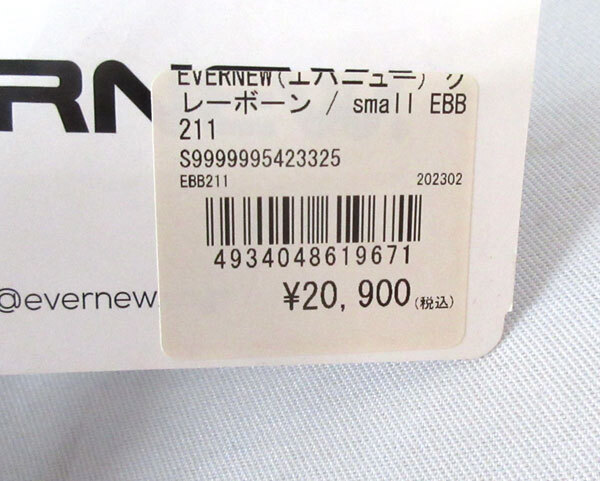 RN
EVERNEW(エバニュー) グ
レーボーン / small EBB
211
S9999995423325
EBB211 202302
4934048619671
¥20,900(税込)
@evernew